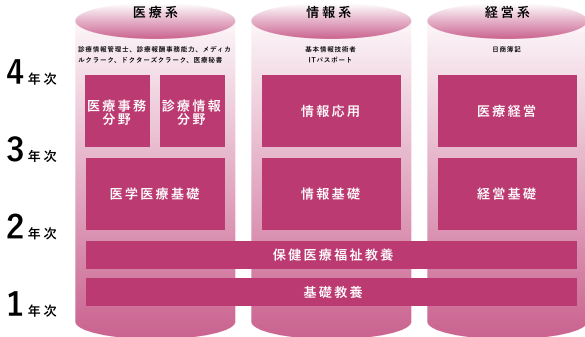 医療系
情報系
経営系
診療情報管理士、診療報酬事務能力、メディカ
ルクラーク、ドクターズクラーク、医療秘書
基本情報技術者
ITパスポート
日商簿記
4年次
医療事務
分野
診療情報
分野
情報応用
医療経営
3年次
医学医療基礎
情報基礎
経営基礎
2年次
保健医療福祉教養
基礎教養
1年次